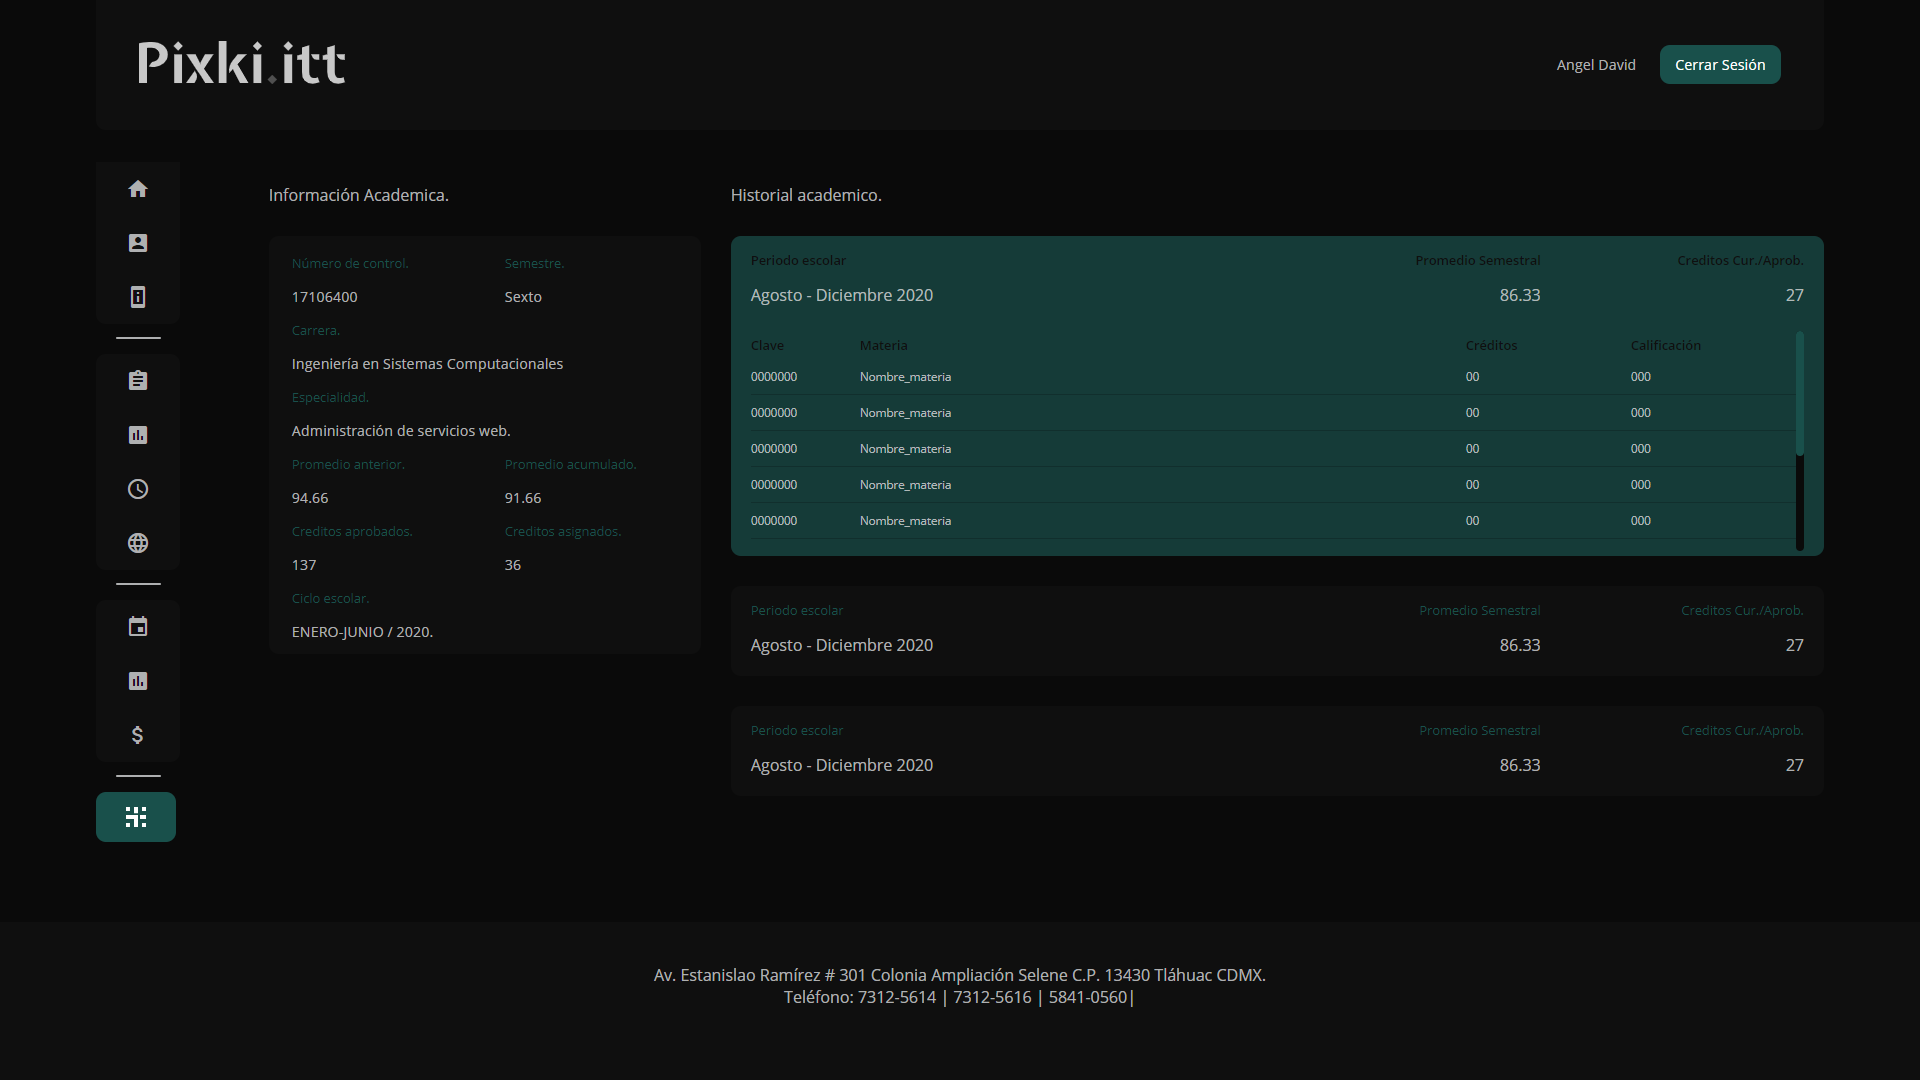 Pixki.itt
Angel David
Cerrar Sesión
Información Academica.
Número de control. Semestre.
17106400 Sexto
Carrera.
Ingeniería en Sistemas Computacionales
Especialidad.
Administración de servicios web.
Promedio anterior. Promedio acumulado.
94.66 91.66
Creditos aprobados. Creditos asignados.
137 36
Ciclo escolar.
ENERO-JUNIO / 2020.
Historial academico.
Periodo escolar Promedio Semestral Creditos Cur./Aprob.
Agosto - Diciembre 2020 86.33 27
Clave Materia Créditos Calificación
0000000 Nombre_materia 00 000
0000000 Nombre_materia 00 000
0000000 Nombre_materia 00 000
0000000 Nombre_materia 00 000
0000000 Nombre_materia 00 000
Periodo escolar Promedio Semestral Creditos Cur./Aprob.
Agosto - Diciembre 2020 86.33 27
Periodo escolar Promedio Semestral Creditos Cur./Aprob.
Agosto - Diciembre 2020 86.33 27
Av. Estanislao Ramírez # 301 Colonia Ampliación Selene C.P. 13430 Tláhuac CDMX.
Teléfono: 7312-5614 | 7312-5616 | 5841-0560|